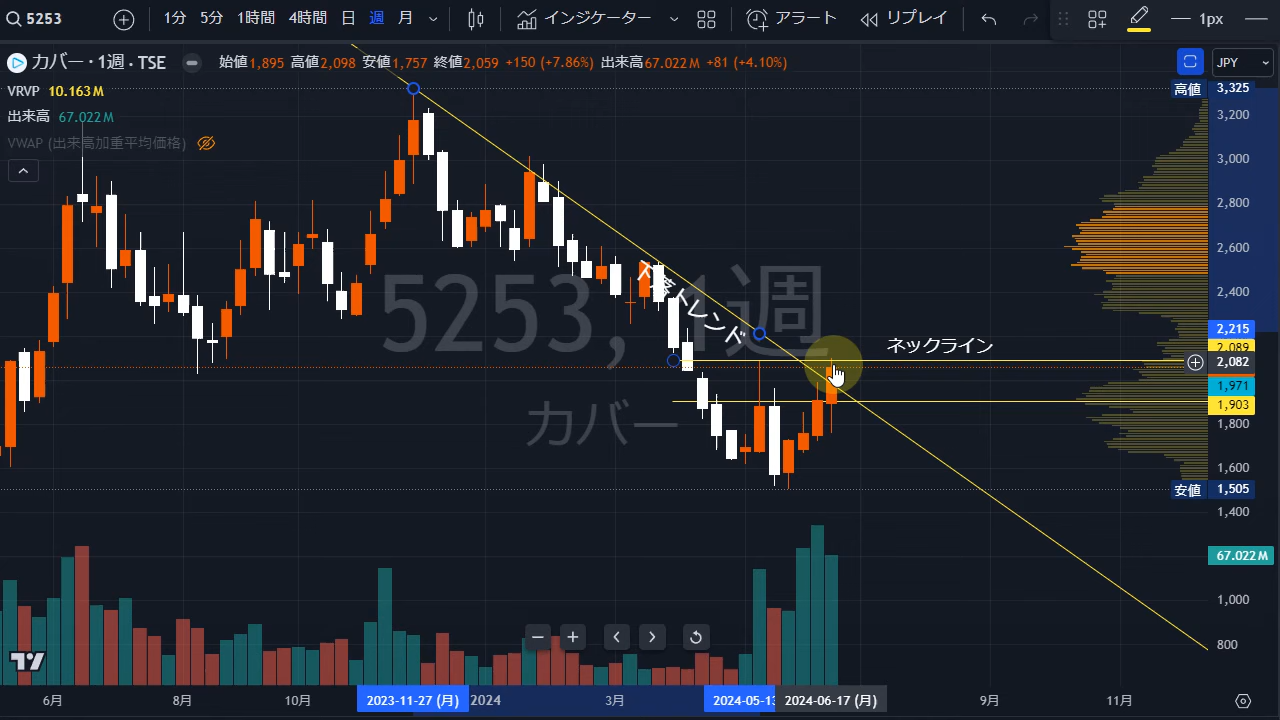 5253 1分 5分 1時間 4時間 日 週 月 インジケーター アラート リプレイ 1px
カバー・1週・TSE 始値1,895 高値2,098 安値1,757 終値2,059 +150 (+7.86%) 出来高67.022M +81 (+4.10%) JPY
VRVP 10.163M
高値 3,325
出来高 67.022M
3,200
VWAP (出来高加重平均価格)
3,000
2,800
2,600
下落トレンド
5253, 1週
カバー
2,400
2,215
ネックライン
2,089
2,082
1,971
1,903
1,800
1,600
安値 1,505
1,400
67.022M
1,000
800
6月 8月 10月 2023-11-27 (月) 2024 3月 2024-05-13 2024-06-17 (月) 9月 11月